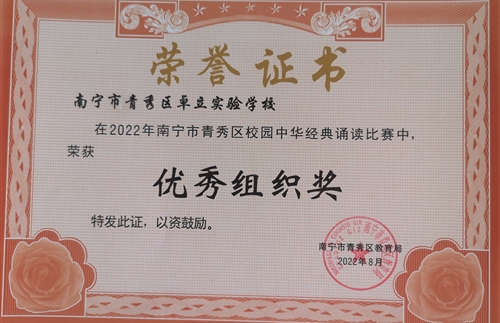 荣誉证书
南宁市青秀区卓立实验学校
在2022年南宁市青秀区校园中华经典诵读比赛中,
荣获
优秀组织奖
特发此证，以资鼓励。
南宁市青秀区教育局
2022年8月